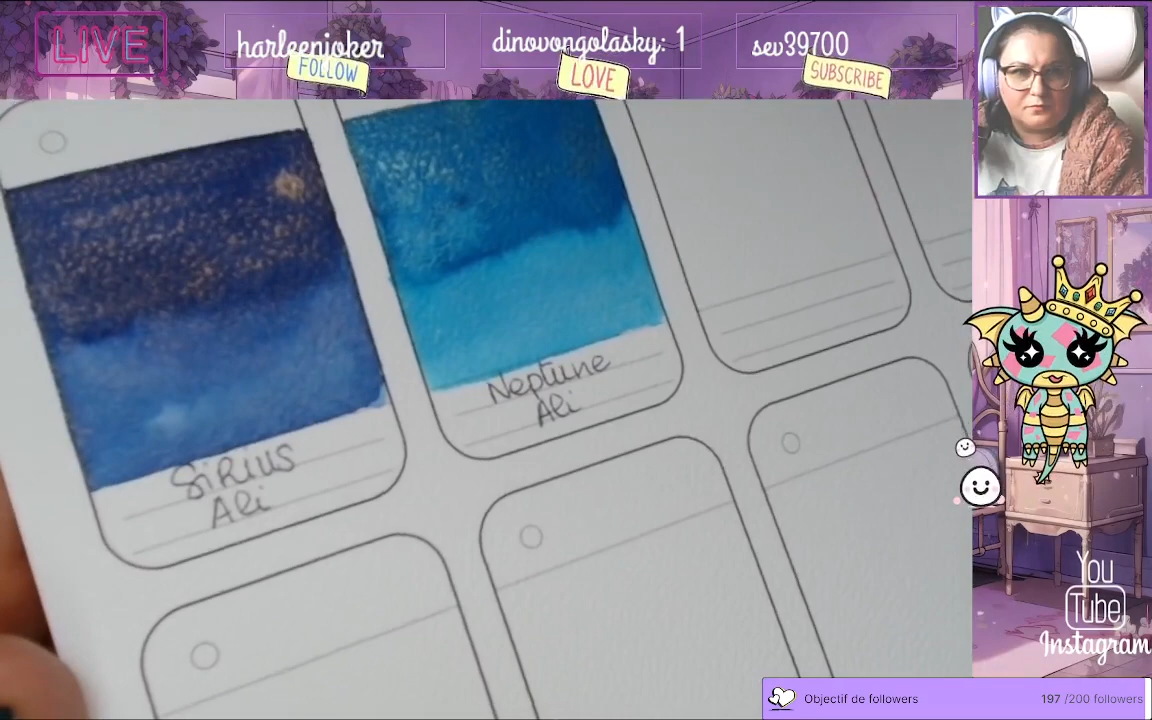 LIVE
harleenjoker
FOLLOW
dinovongolasky: 1
LOVE
sev39700
SUBSCRIBE
SiRiUS
Ali
Neptune
Ali
You
Tube
Instagram
Objectif de followers
197 /200 followers